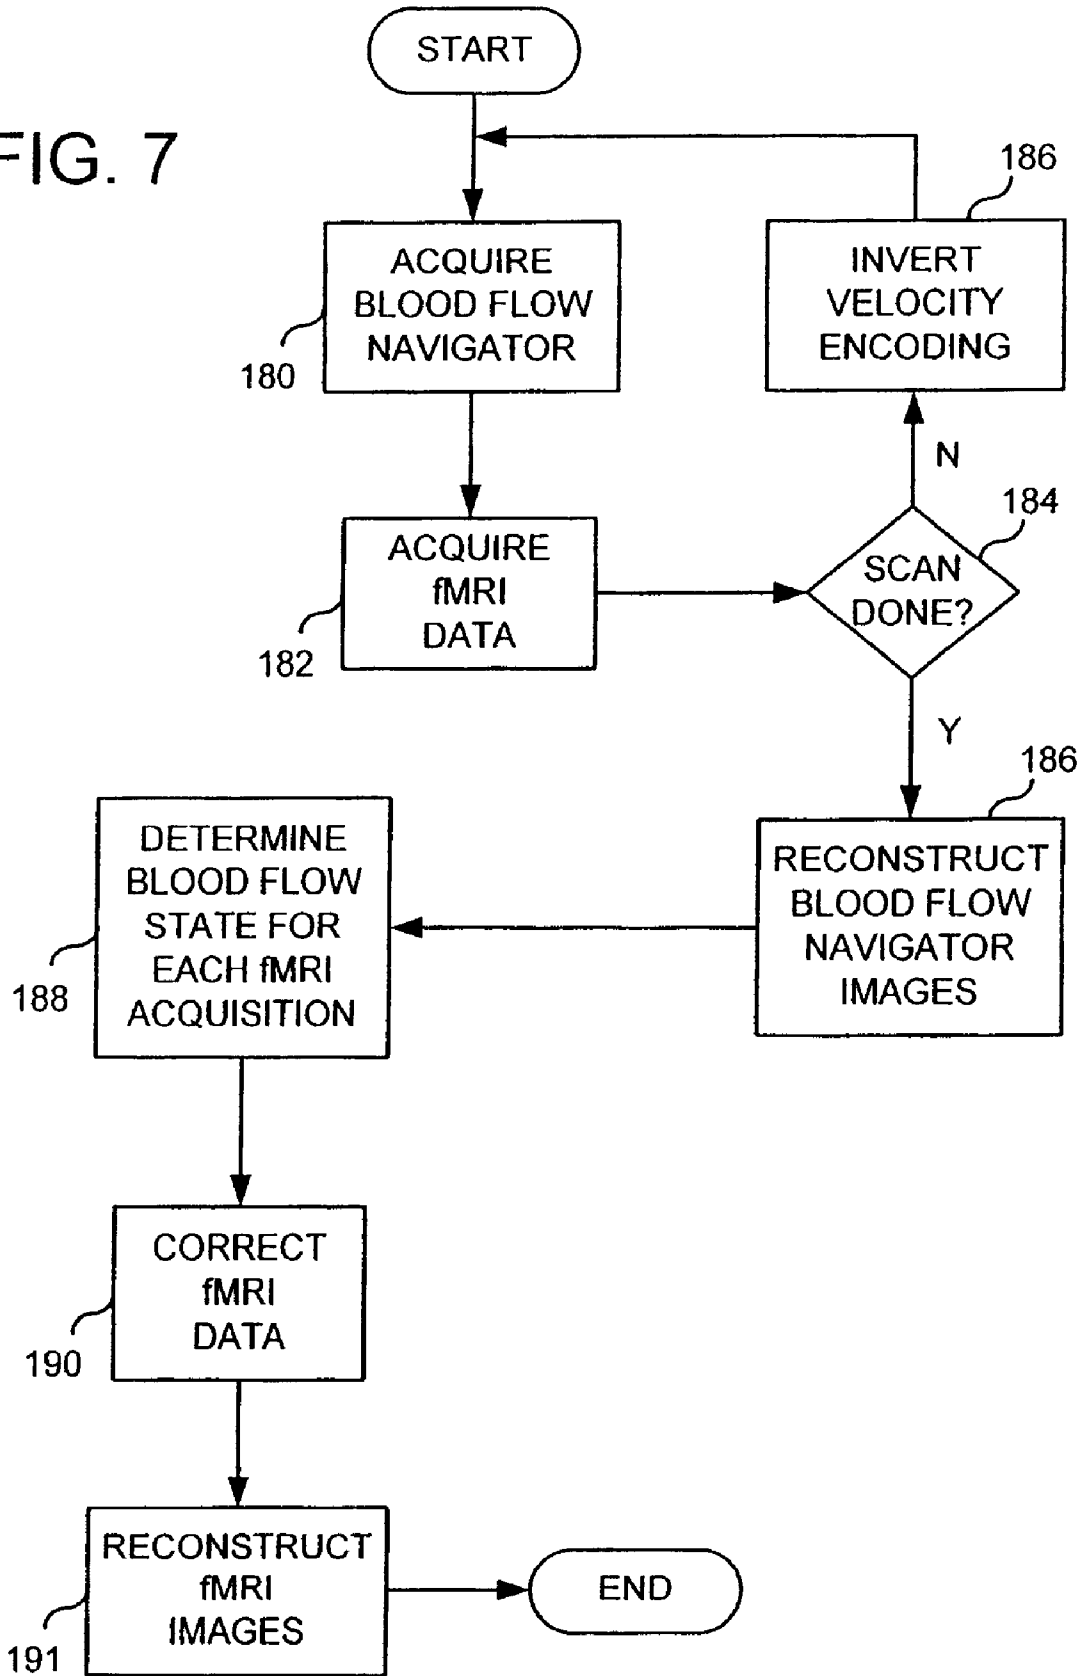 START
FIG. 7
186
ACQUIRE
BLOOD FLOW
NAVIGATOR
180
INVERT
VELOCITY
ENCODING
N
184
SCAN
DONE?
ACQUIRE
fMRI
DATA
182
Y
186
RECONSTRUCT
BLOOD FLOW
NAVIGATOR
IMAGES
DETERMINE
BLOOD FLOW
STATE FOR
EACH fMRI
ACQUISITION
188
CORRECT
fMRI
DATA
190
RECONSTRUCT
fMRI
IMAGES
191
END